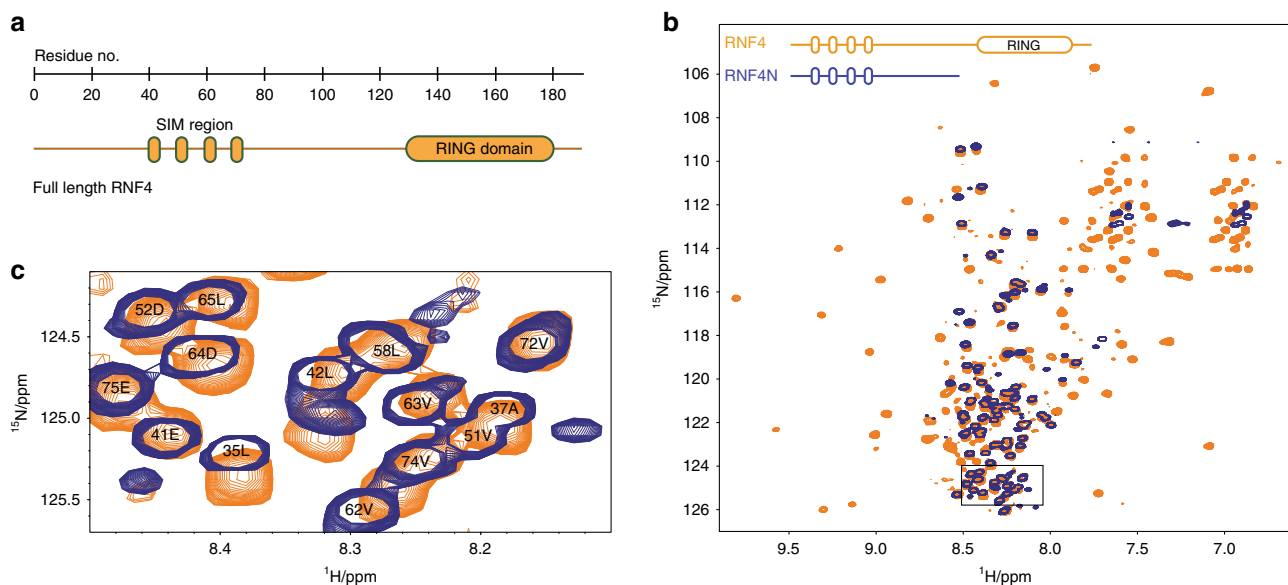 a
Residue no.
0 20 40 60 80 100 120 140 160 180
SIM region
RING domain
Full length RNF4
b
RNF4
RING
RNF4N
106
108
110
112
114
116
118
120
122
124
126
¹⁵N/ppm
9.5 9.0 8.5 8.0 7.5 7.0
¹H/ppm
c
124.5
125.0
125.5
¹⁵N/ppm
52D
65L
64D
58L
72V
75E
42L
63V
37A
41E
51V
35L
74V
62V
8.4 8.3 8.2
¹H/ppm